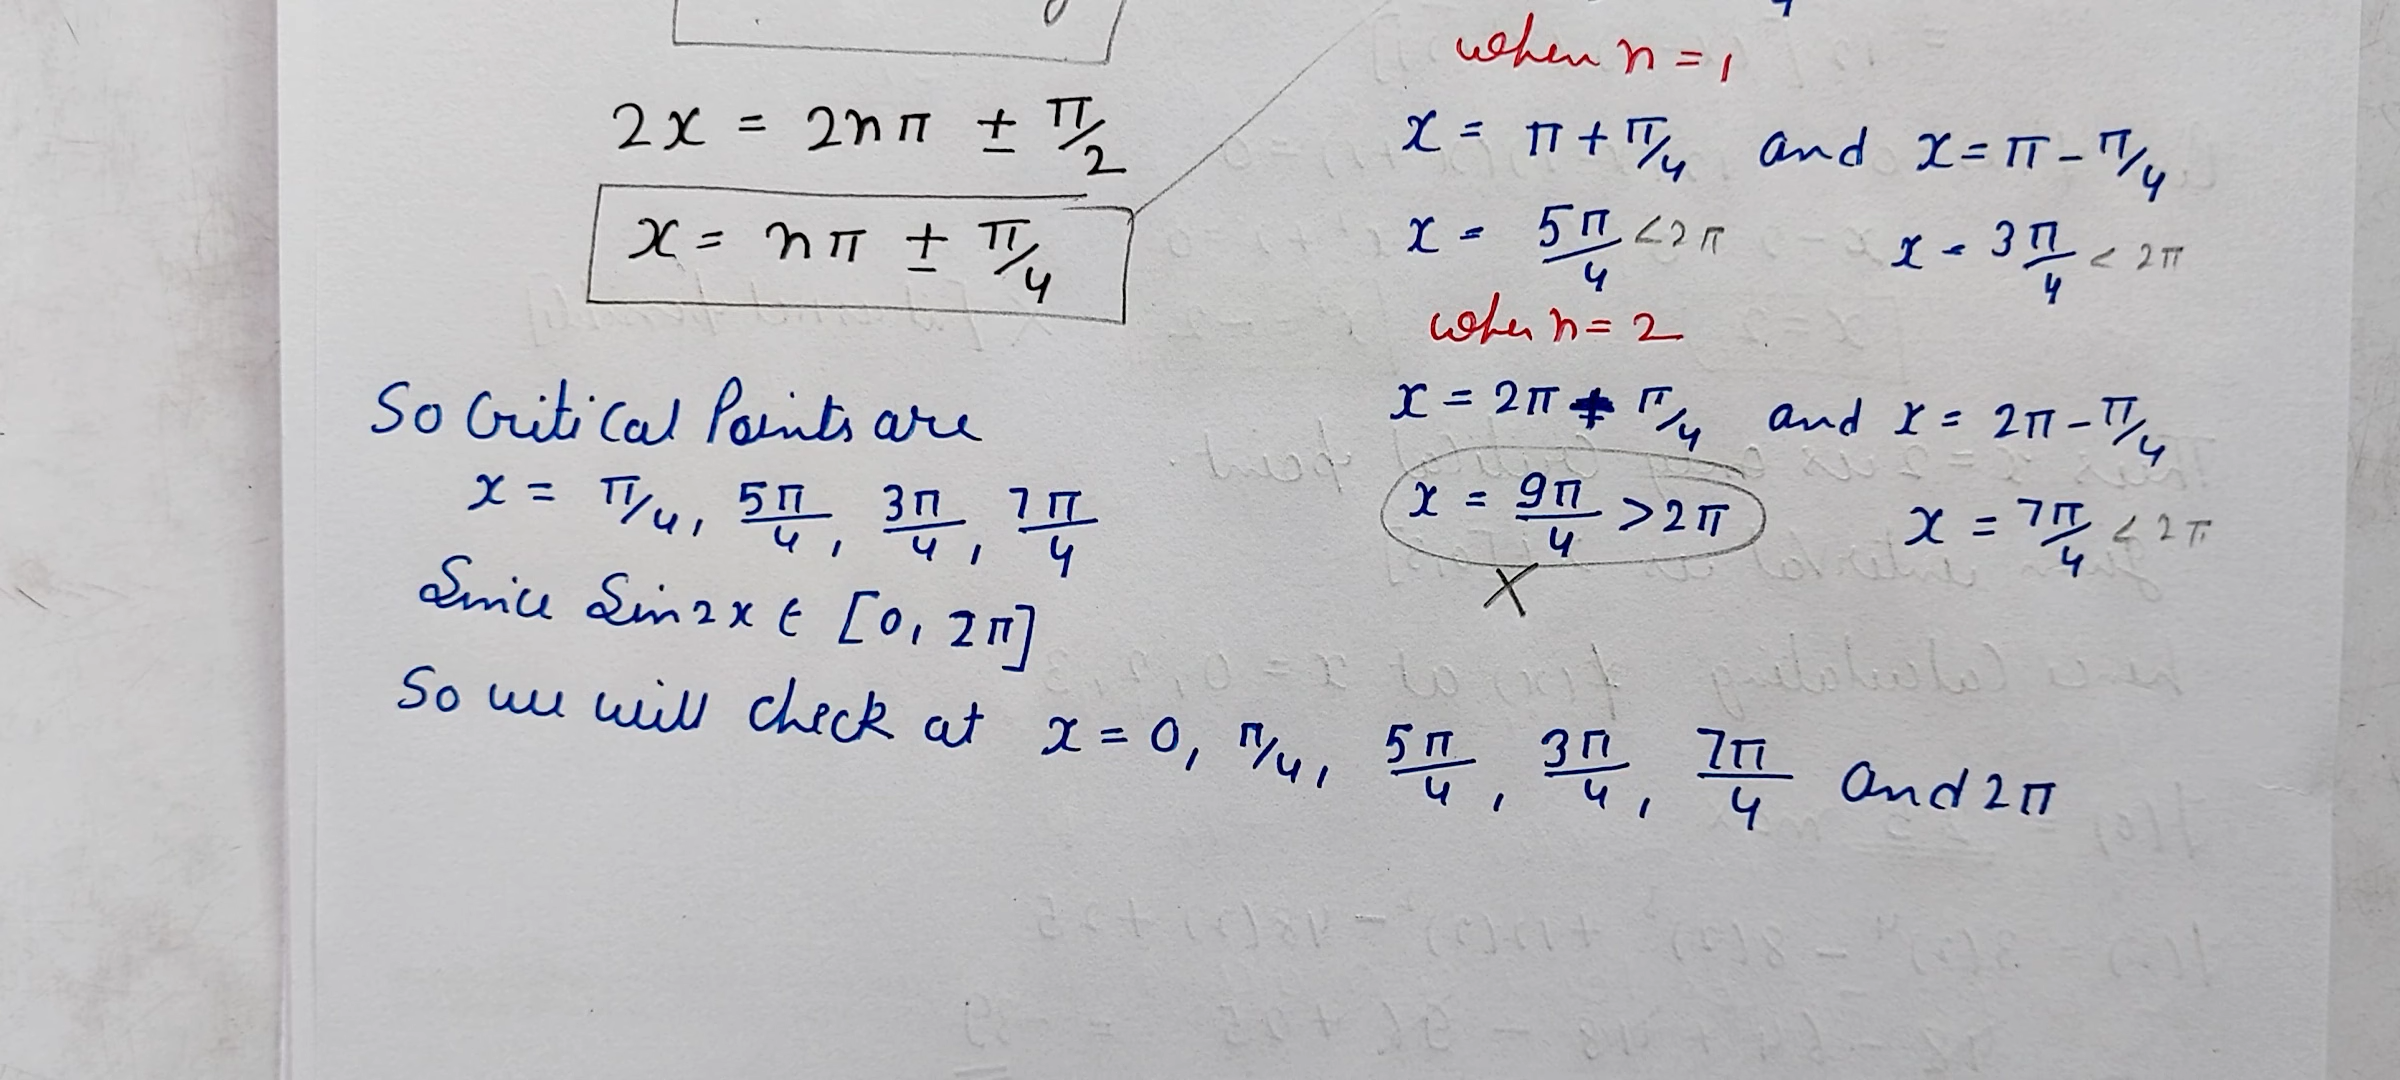 2x = 2nπ ± π/2
x = nπ ± π/4
So Critical Points are
x = π/4, 5π/4, 3π/4, 7π/4
Since Sin2x ∈ [0, 2π]
So we will check at x = 0, π/4, 5π/4, 3π/4, 7π/4 and 2π
when n = 1
x = π + π/4 and x = π - π/4
x = 5π/4 < 2π x = 3π/4 < 2π
when n = 2
x = 2π + π/4 and x = 2π - π/4
x = 9π/4 > 2π x = 7π/4 < 2π
X